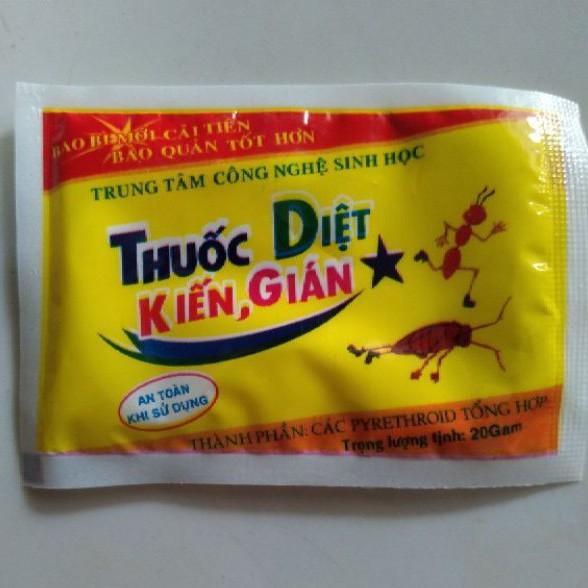 BAO BÌ MỚI CẢI TIẾN
BẢO QUẢN TỐT HƠN
TRUNG TÂM CÔNG NGHỆ SINH HỌC
THUỐC DIỆT
KIẾN, GIÁN
AN TOÀN
KHI SỬ DỤNG
THÀNH PHẦN: CÁC PYRETHROID TỔNG HỢP
Trọng lượng tịnh: 20Gam